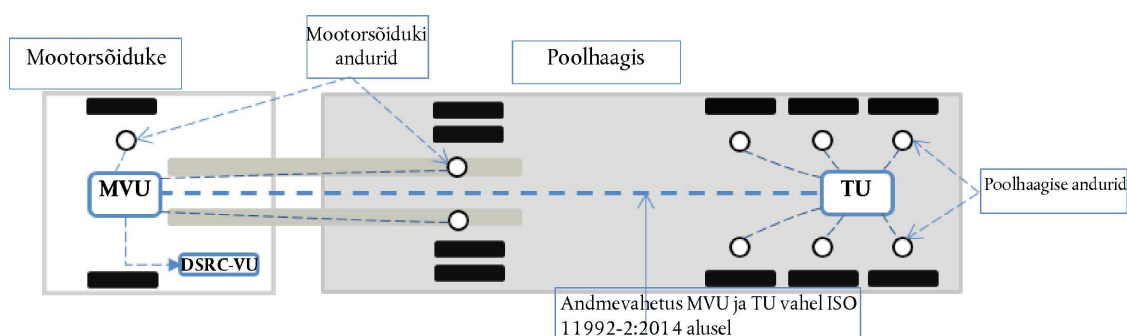 Mootorsõiduke
Mootorsõiduki
andurid
Poolhaagis
MVU
TU
Poolhaagise andurid
DSRC-VU
Andmevahetus MVU ja TU vahel ISO
11992-2:2014 alusel